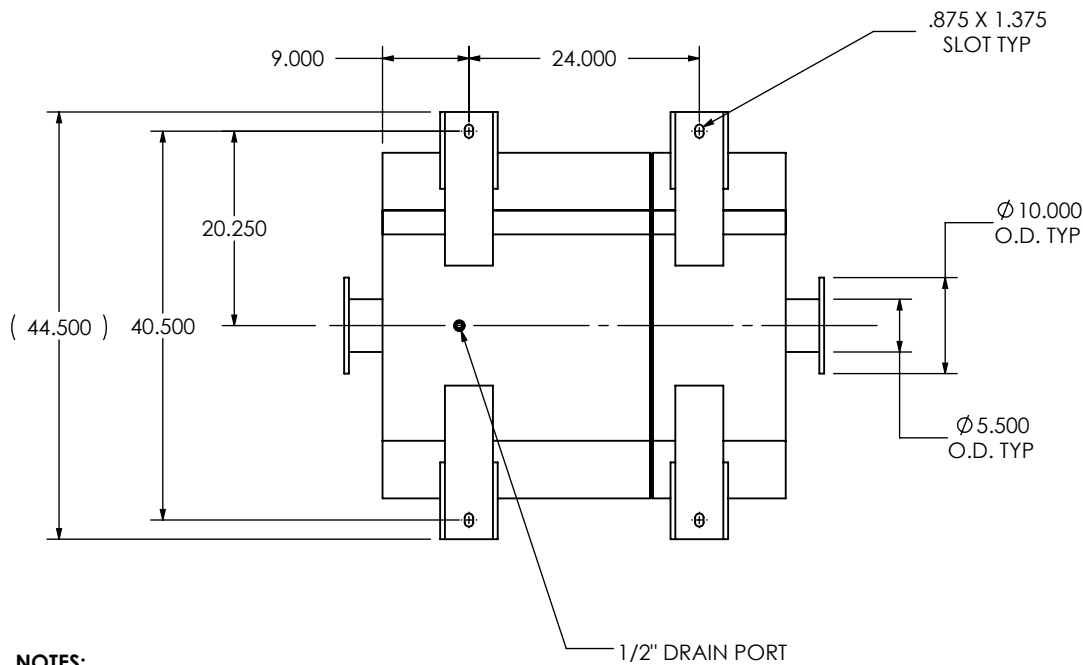 .875 X 1.375
SLOT TYP
9.000
24.000
20.250
Ø 10.000
O.D. TYP
( 44.500 )
40.500
Ø 5.500
O.D. TYP
1/2" DRAIN PORT
NOTES: